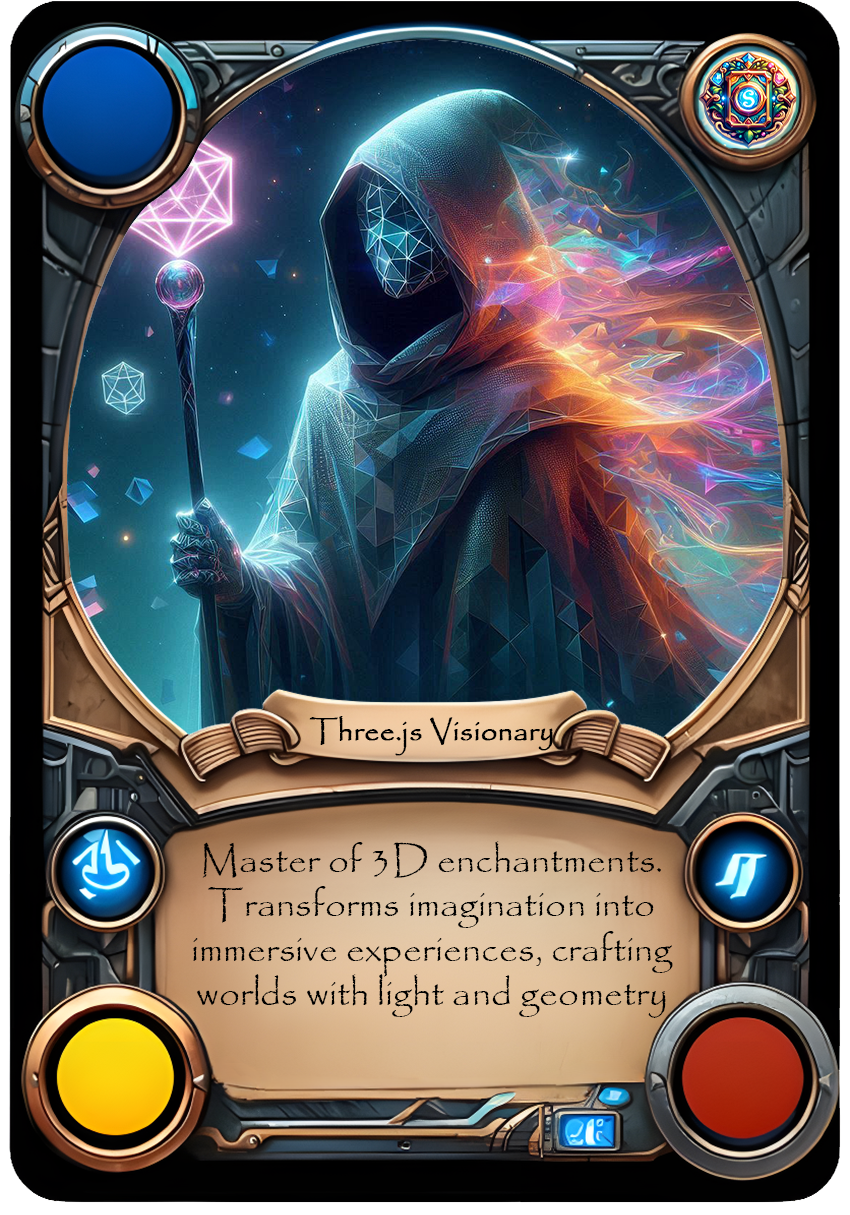 S
Three.js Visionary
Master of 3D enchantments.
Transforms imagination into
immersive experiences, crafting
worlds with light and geometry